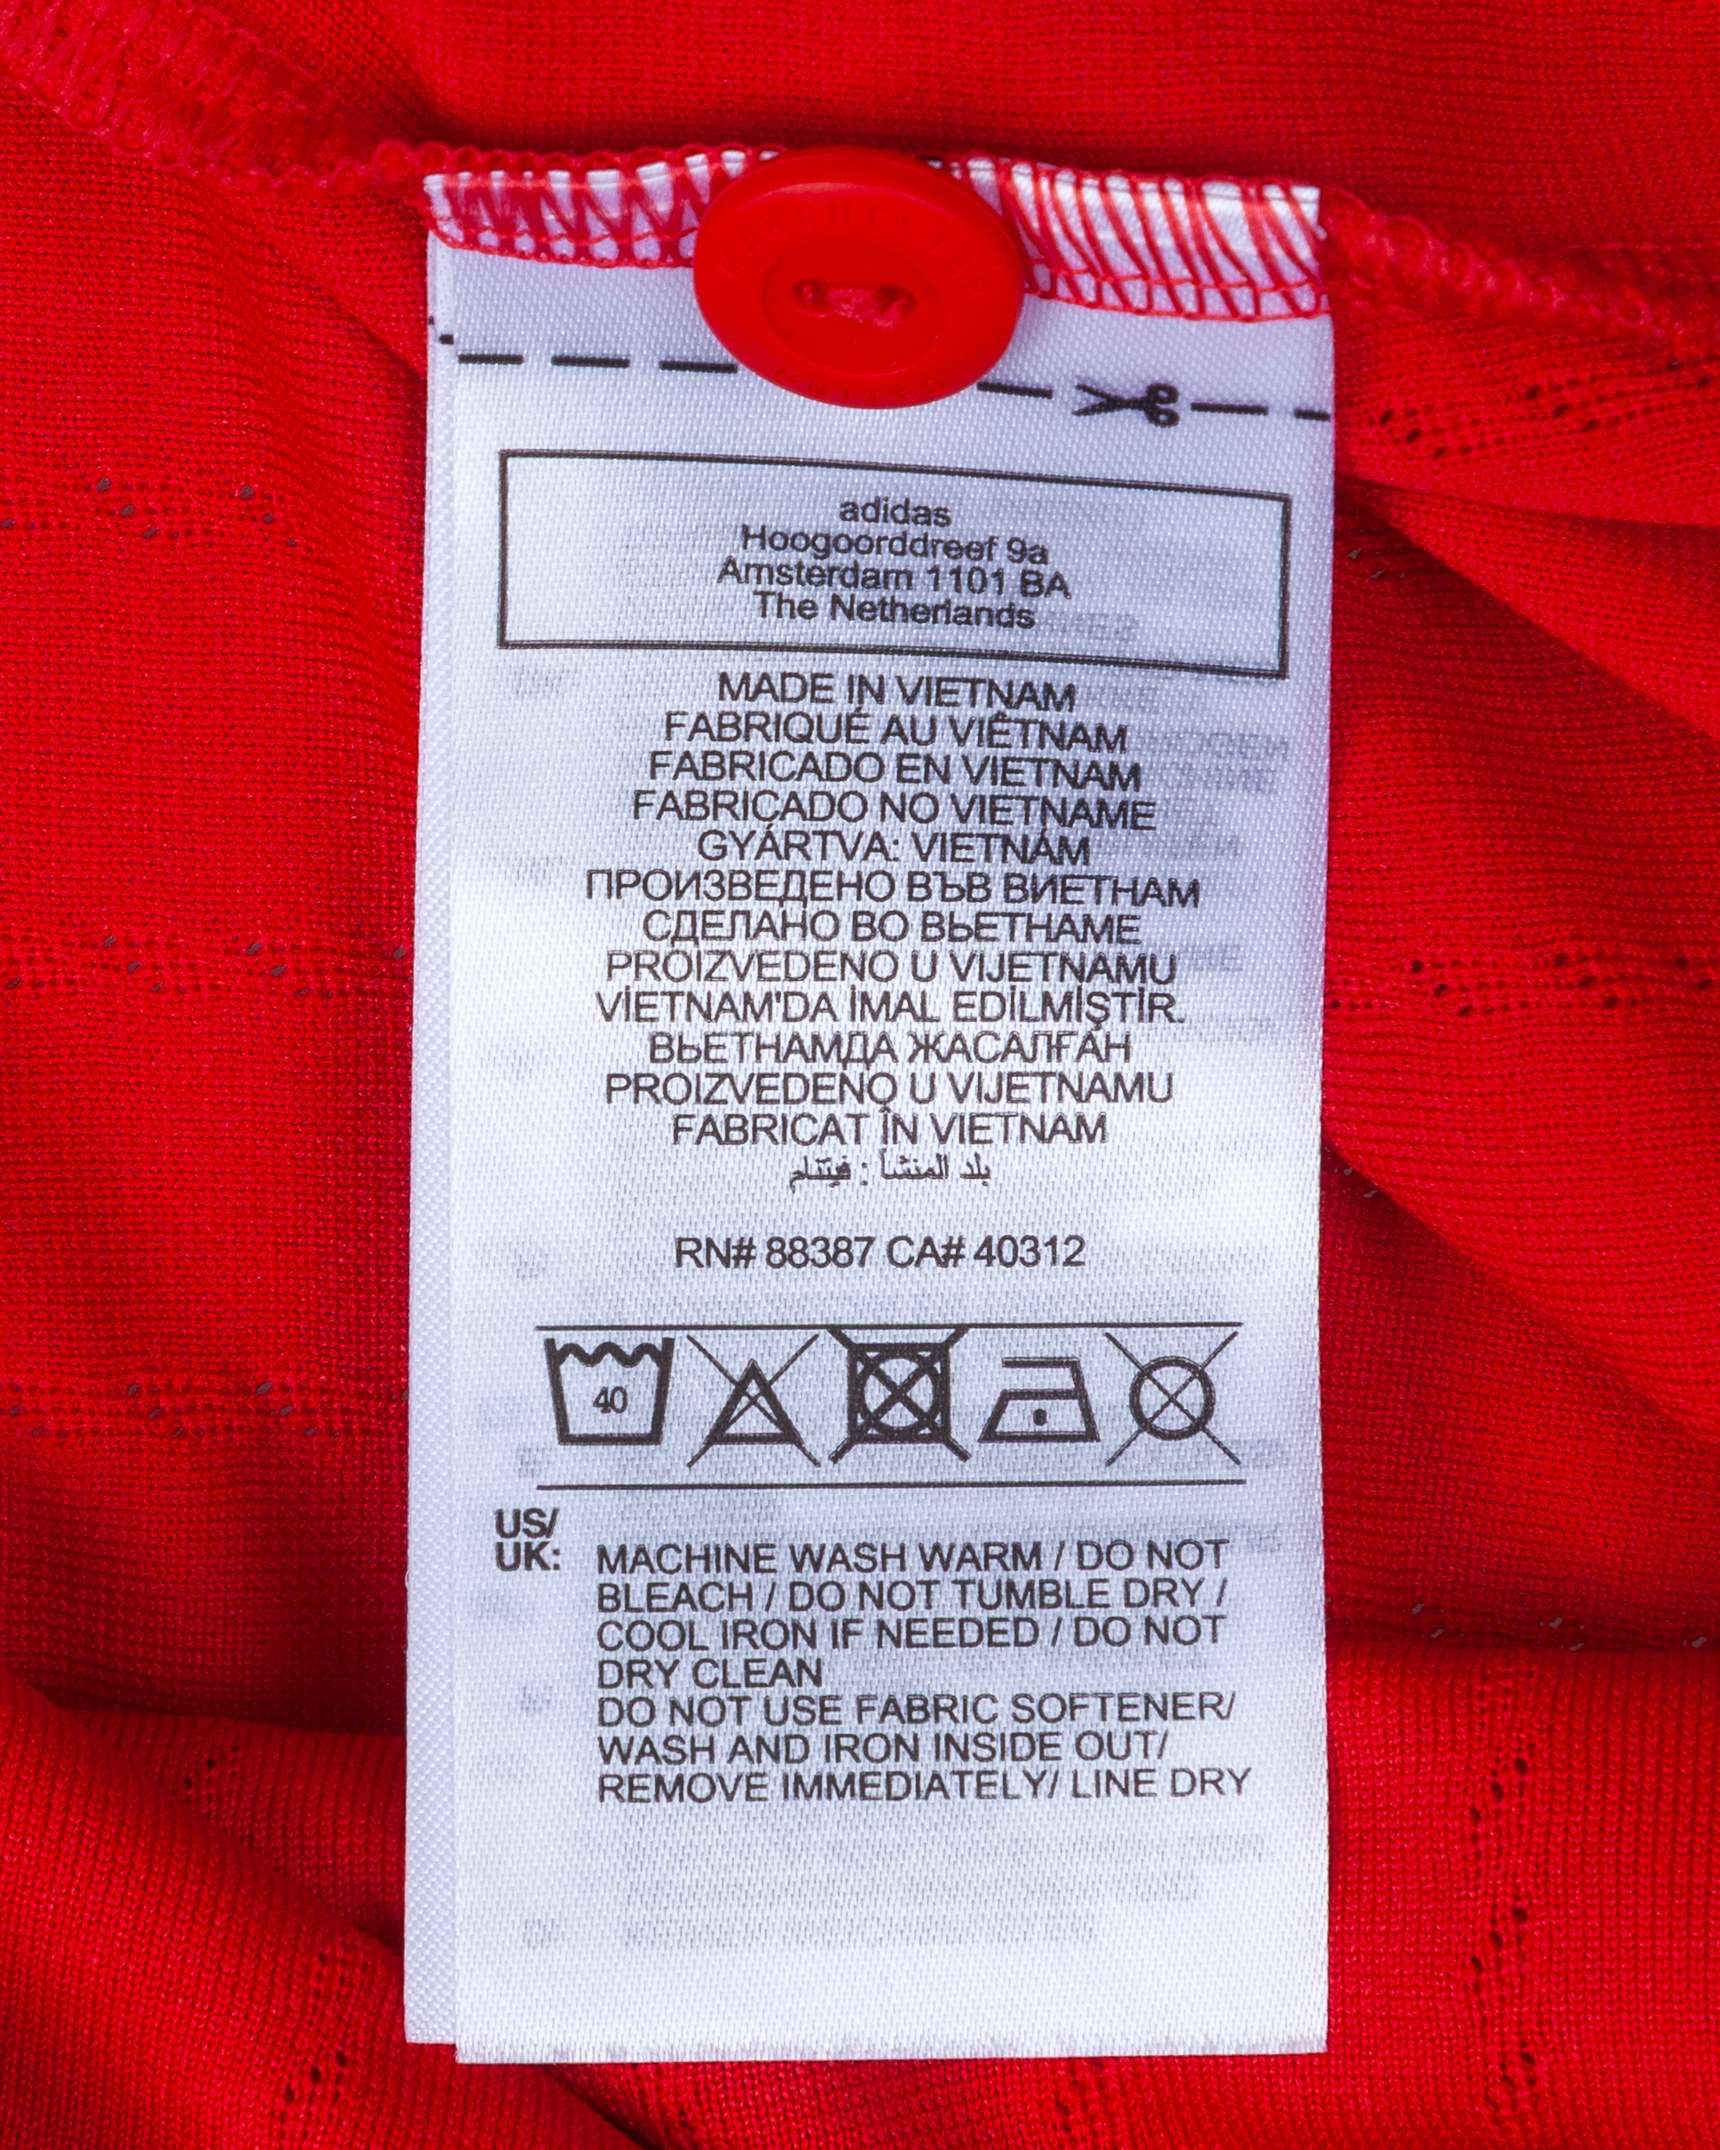 adidas
Hoogoorddreef 9a
Amsterdam 1101 BA
The Netherlands
MADE IN VIETNAM
FABRIQUÉ AU VIÊTNAM
FABRICADO EN VIETNAM
FABRICADO NO VIETNAME
GYÁRTVA: VIETNÁM
ПРОИЗВЕДЕНО ВЪВ ВИЕТНАМ
СДЕЛАНО ВО ВЬЕТНАМЕ
PROIZVEDENO U VIJETNAMU
VİETNAM'DA İMAL EDİLMİŞTİR.
ВЬЕТНАМДА ЖАСАЛҒАН
PROIZVEDENO U VIJETNAMU
FABRICAT ÎN VIETNAM
بلد المنشأ : فيتنام
RN# 88387 CA# 40312
40
US/
UK: MACHINE WASH WARM / DO NOT
BLEACH / DO NOT TUMBLE DRY /
COOL IRON IF NEEDED / DO NOT
DRY CLEAN
DO NOT USE FABRIC SOFTENER/
WASH AND IRON INSIDE OUT/
REMOVE IMMEDIATELY/ LINE DRY